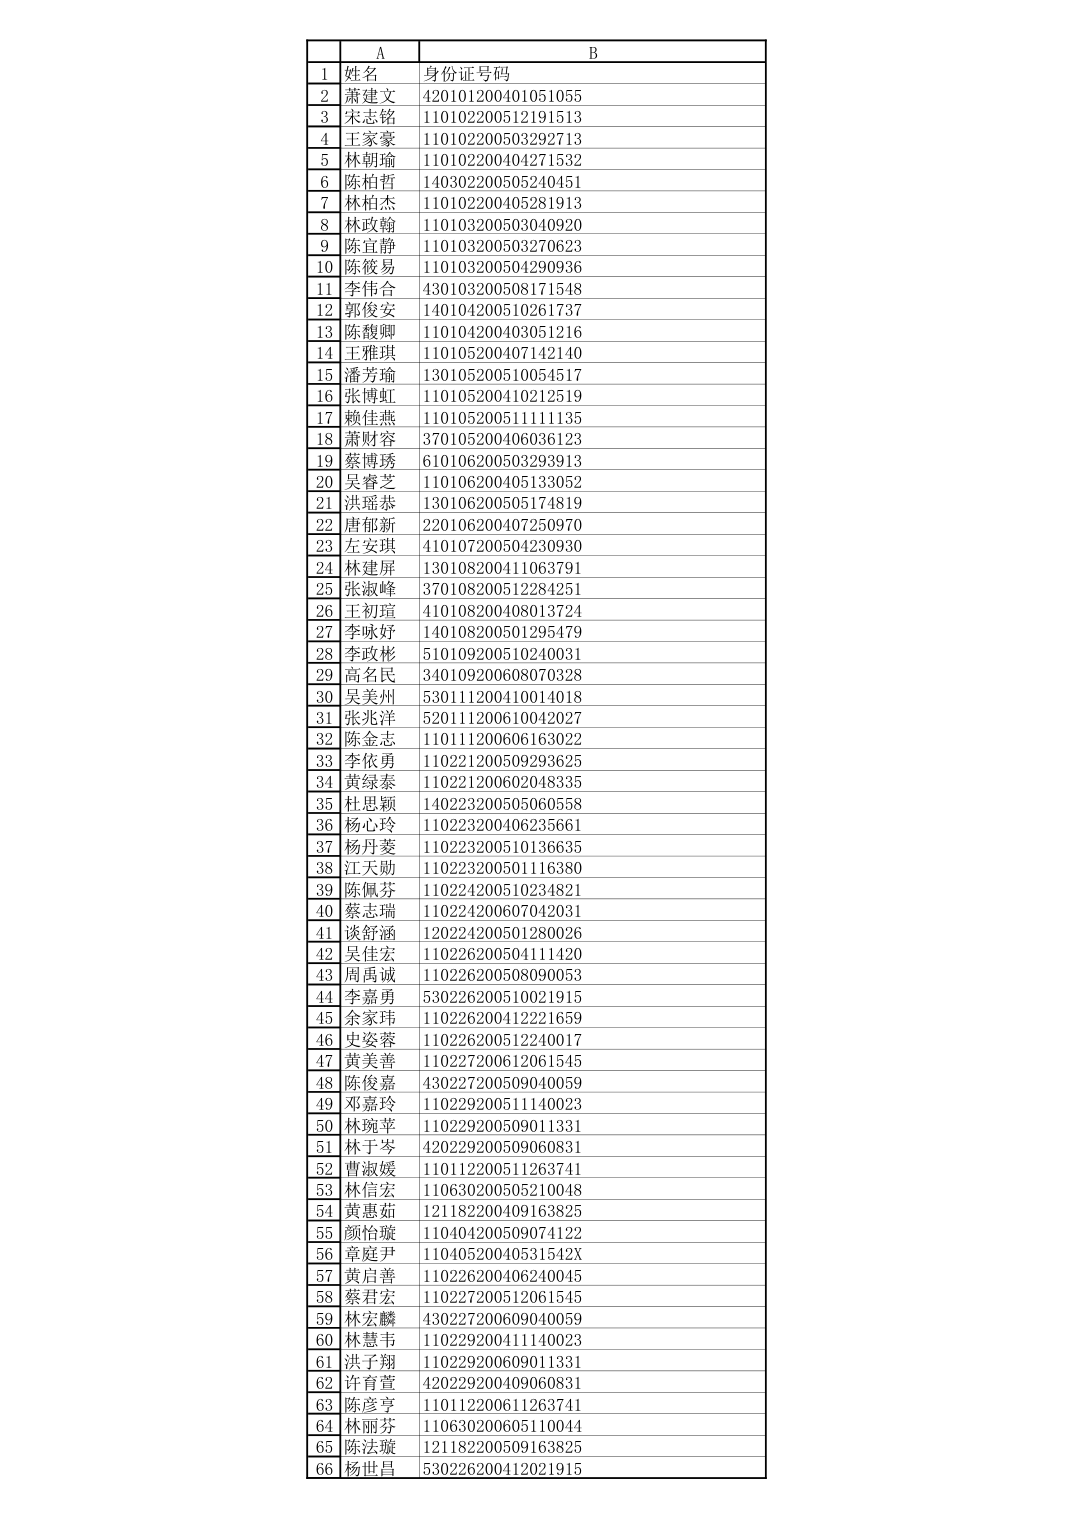 A B
1 姓名 身份证号码
2 萧建文 420101200401051055
3 宋志铭 110102200512191513
4 王家豪 110102200503292713
5 林朝瑜 110102200404271532
6 陈柏哲 140302200505240451
7 林柏杰 110102200405281913
8 林政翰 110103200503040920
9 陈宜静 110103200503270623
10 陈筱易 110103200504290936
11 李伟合 430103200508171548
12 郭俊安 140104200510261737
13 陈馥卿 110104200403051216
14 王雅琪 110105200407142140
15 潘芳瑜 130105200510054517
16 张博虹 110105200410212519
17 赖佳燕 110105200511111135
18 萧财容 370105200406036123
19 蔡博琇 610106200503293913
20 吴睿芝 110106200405133052
21 洪瑶恭 130106200505174819
22 唐郁新 220106200407250970
23 左安琪 410107200504230930
24 林建屏 130108200411063791
25 张淑峰 370108200512284251
26 王初瑄 410108200408013724
27 李咏妤 140108200501295479
28 李政彬 510109200510240031
29 高名民 340109200608070328
30 吴美州 530111200410014018
31 张兆洋 520111200610042027
32 陈金志 110111200606163022
33 李依勇 110221200509293625
34 黄绿泰 110221200602048335
35 杜思颖 140223200505060558
36 杨心玲 110223200406235661
37 杨丹菱 110223200510136635
38 江天勋 110223200501116380
39 陈佩芬 110224200510234821
40 蔡志瑞 110224200607042031
41 谈舒涵 120224200501280026
42 吴佳宏 110226200504111420
43 周禹诚 110226200508090053
44 李嘉勇 530226200510021915
45 余家玮 110226200412221659
46 史姿蓉 110226200512240017
47 黄美善 110227200612061545
48 陈俊嘉 430227200509040059
49 邓嘉玲 110229200511140023
50 林琬苹 110229200509011331
51 林于岑 420229200509060831
52 曹淑媛 110112200511263741
53 林信宏 110630200505210048
54 黄惠茹 121182200409163825
55 颜怡璇 110404200509074122
56 章庭尹 11040520040531542X
57 黄启善 110226200406240045
58 蔡君宏 110227200512061545
59 林宏麟 430227200609040059
60 林慧韦 110229200411140023
61 洪子翔 110229200609011331
62 许育萱 420229200409060831
63 陈彦亨 110112200611263741
64 林丽芬 110630200605110044
65 陈法璇 121182200509163825
66 杨世昌 530226200412021915